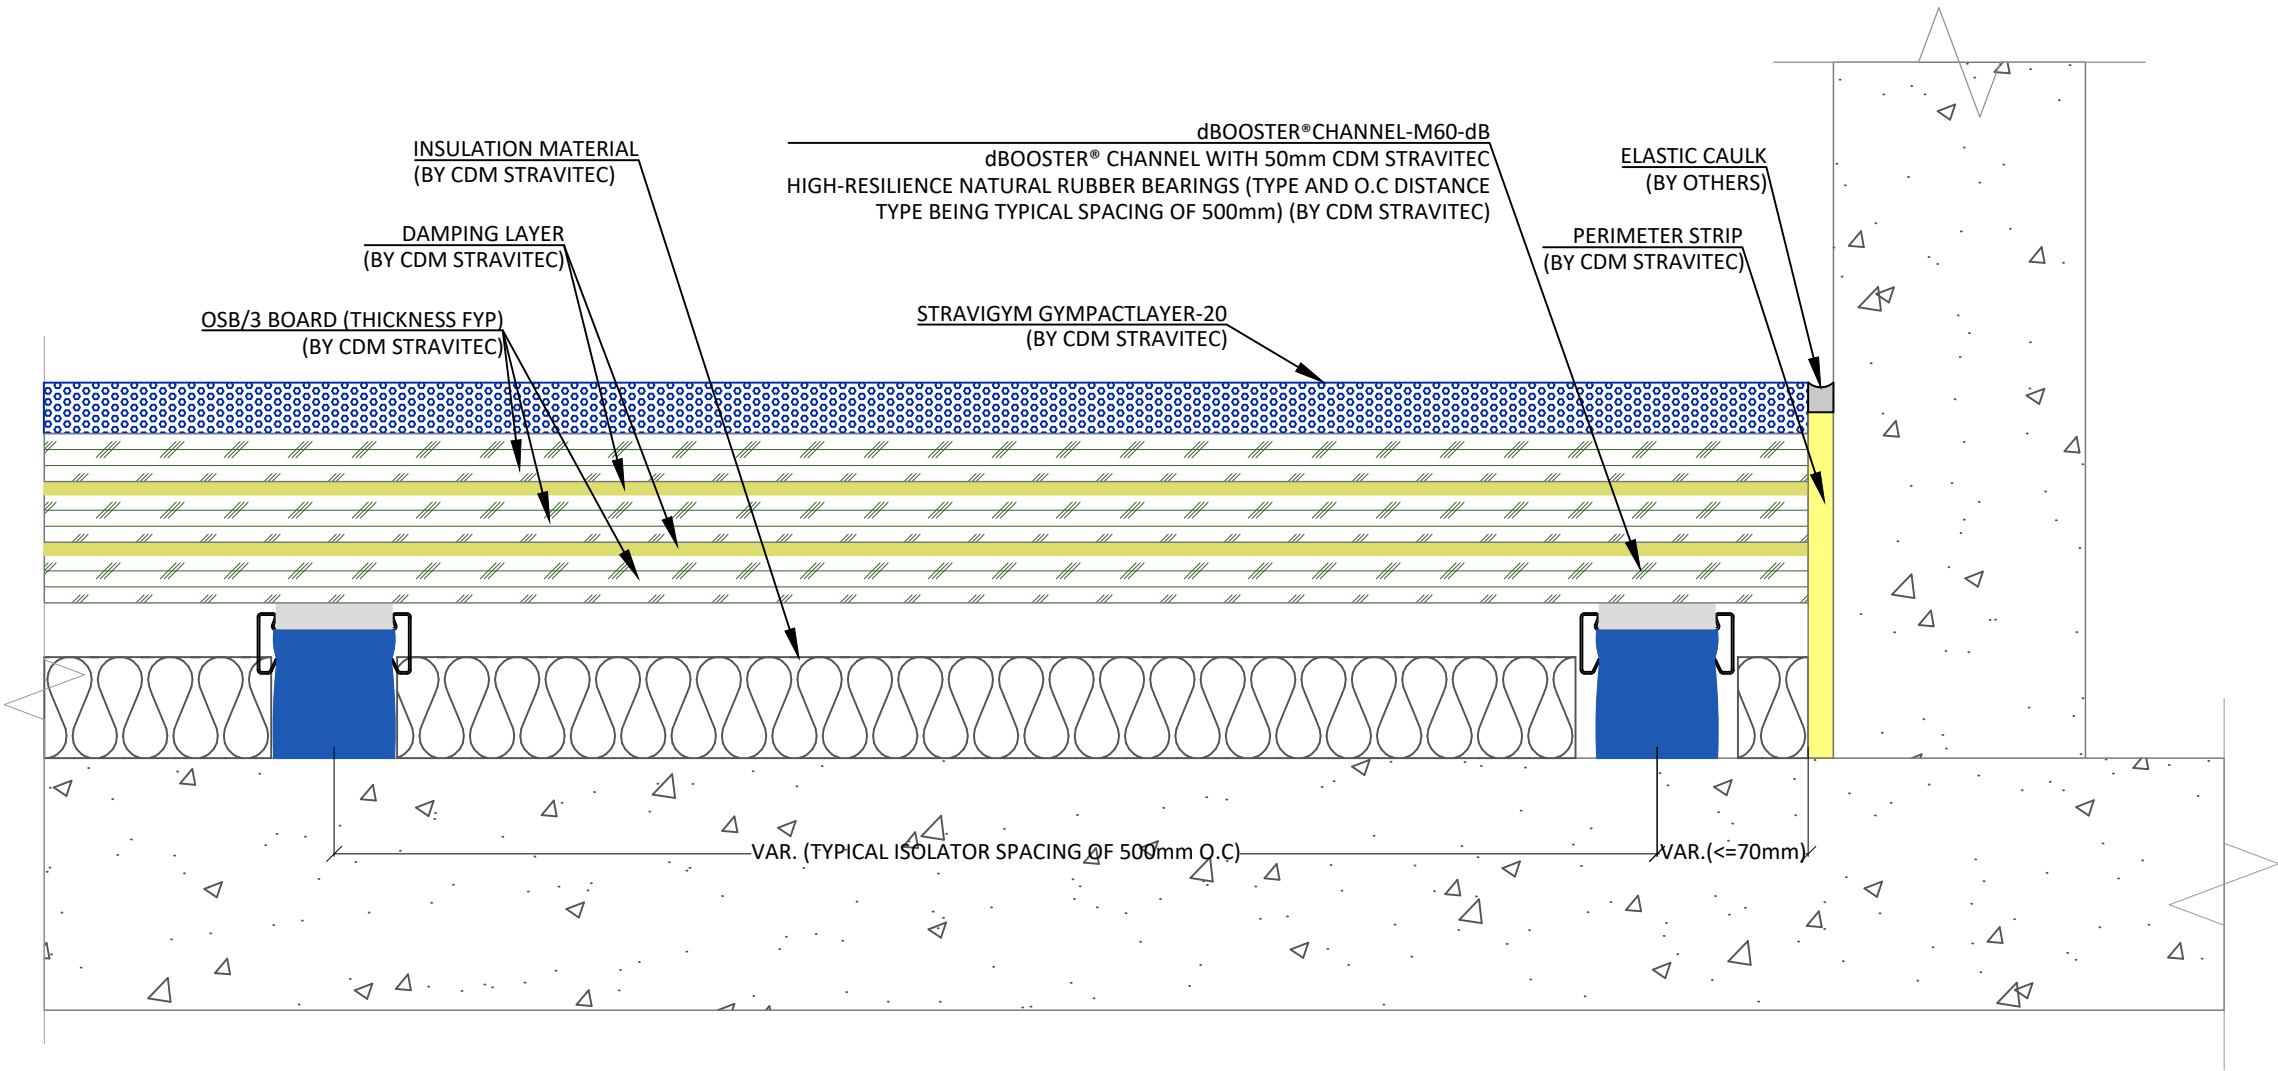 dBOOSTER®CHANNEL-M60-dB
dBOOSTER® CHANNEL WITH 50mm CDM STRAVITEC
HIGH-RESILIENCE NATURAL RUBBER BEARINGS (TYPE AND O.C DISTANCE
TYPE BEING TYPICAL SPACING OF 500mm) (BY CDM STRAVITEC)
INSULATION MATERIAL
(BY CDM STRAVITEC)
ELASTIC CAULK
(BY OTHERS)
DAMPING LAYER
(BY CDM STRAVITEC)
PERIMETER STRIP
(BY CDM STRAVITEC)
OSB/3 BOARD (THICKNESS FYP)
(BY CDM STRAVITEC)
STRAVIGYM GYMPACTLAYER-20
(BY CDM STRAVITEC)
VAR. (TYPICAL ISOLATOR SPACING OF 500mm O.C)
VAR.(<=70mm)